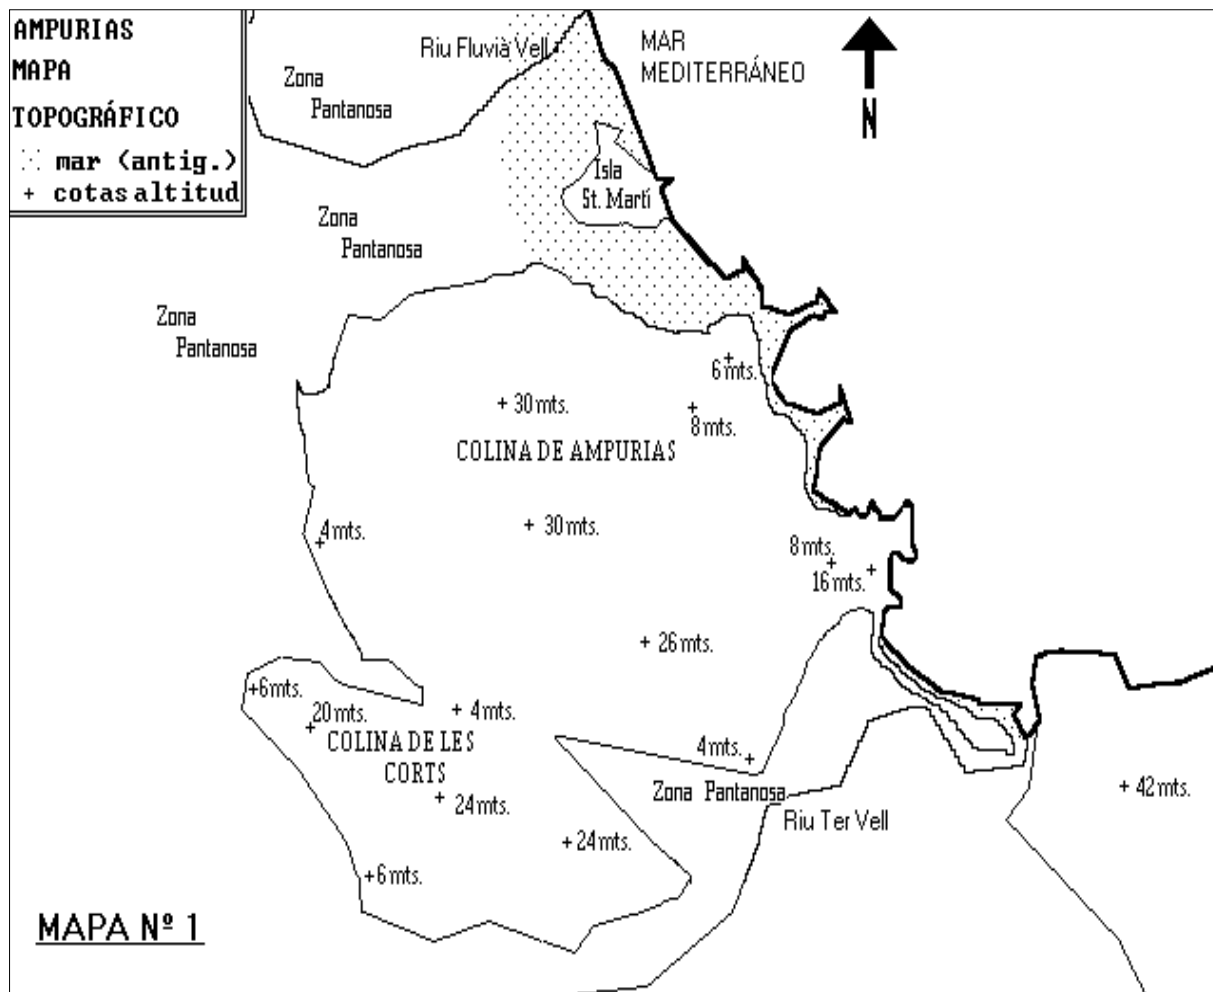 AMPURIAS
MAPA
TOPOGRÁFICO
mar (antig.)
+ cotas altitud
Riu Fluvià Vell
MAR
MEDITERRÁNEO
N
Zona
Pantanosa
Isla
St. Martí
Zona
Pantanosa
Zona
Pantanosa
6 mts.
+ 30 mts.
8 mts.
COLINA DE AMPURIAS
+ 30 mts.
4 mts.
8 mts.
16 mts.
+ 26 mts.
+6 mts.
20 mts.
+ 4 mts.
COLINA DE LES
CORTS
4 mts.
Zona Pantanosa
+ 42 mts.
+ 24 mts.
Riu Ter Vell
+ 24 mts.
+6 mts.
MAPA Nº 1